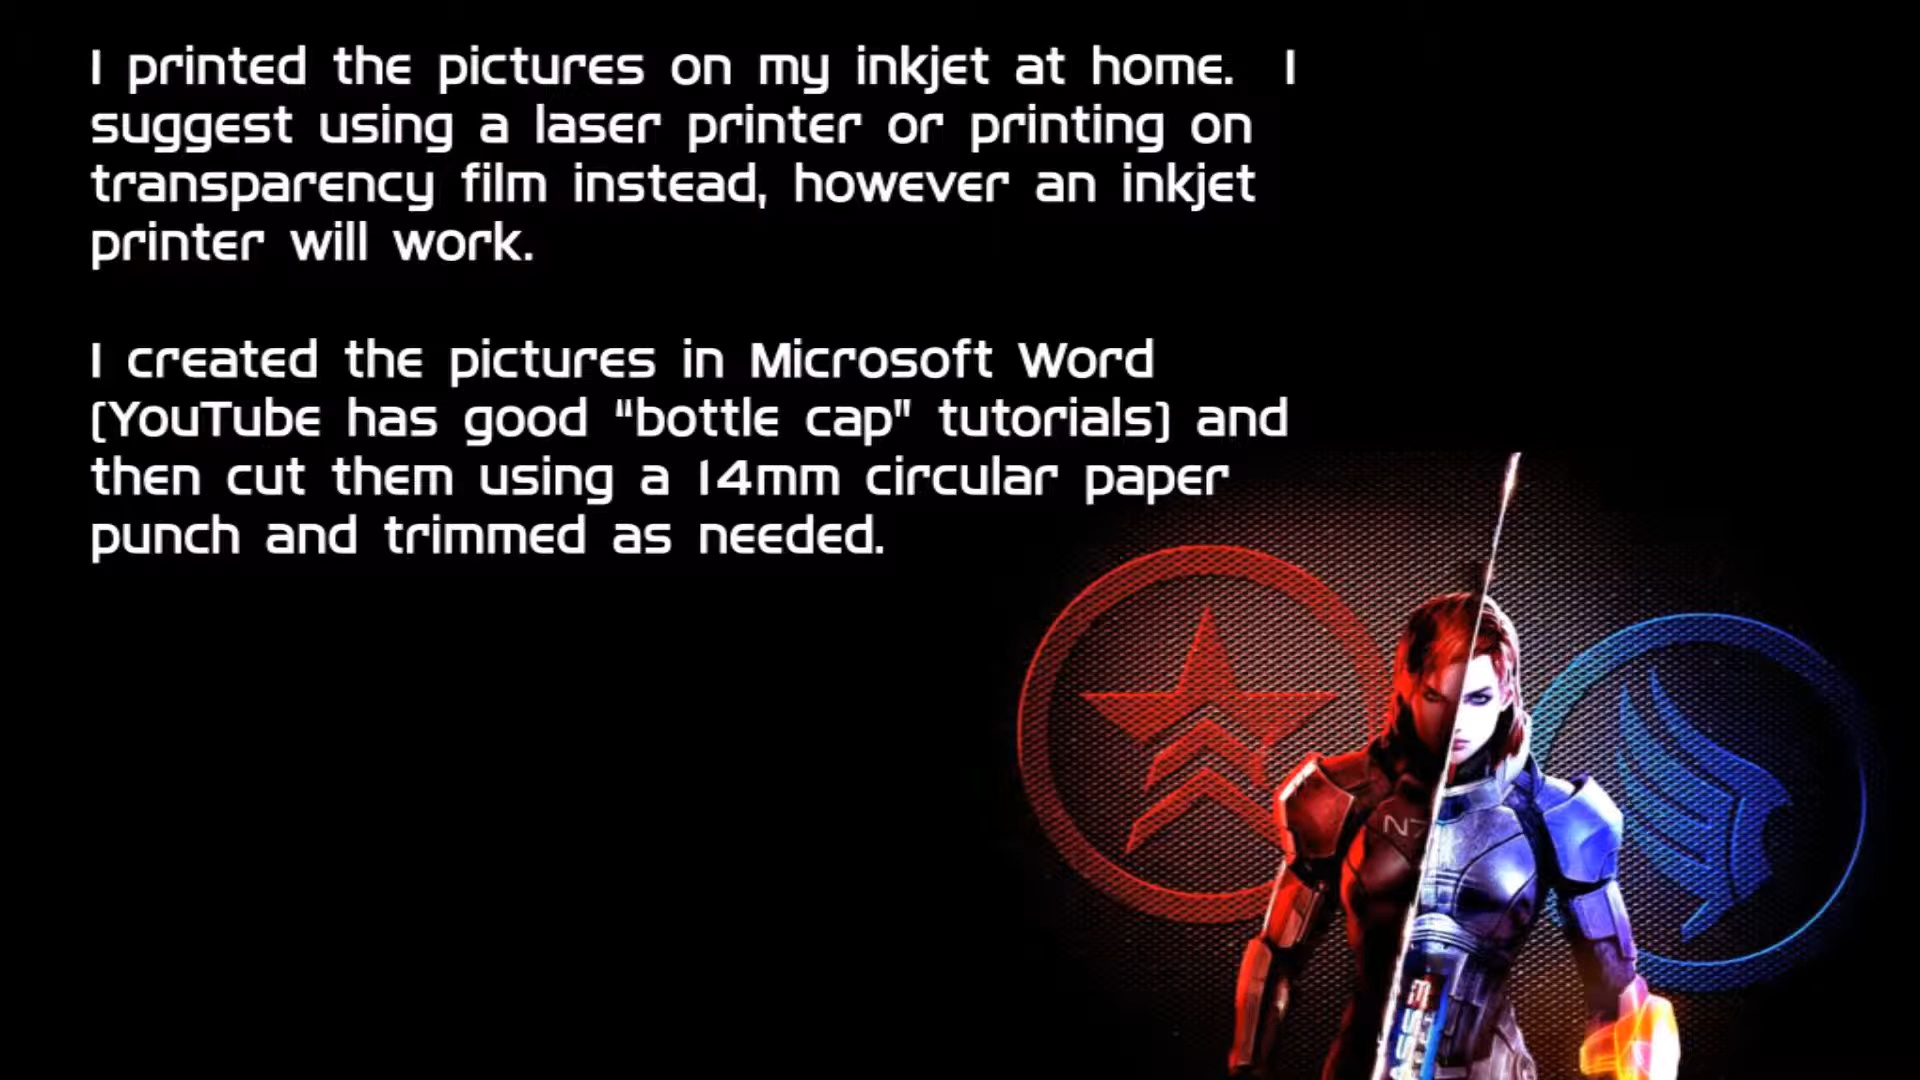 I printed the pictures on my inkjet at home. I
suggest using a laser printer or printing on
transparency film instead, however an inkjet
printer will work.
I created the pictures in Microsoft Word
(YouTube has good "bottle cap" tutorials) and
then cut them using a 14mm circular paper
punch and trimmed as needed.
N7